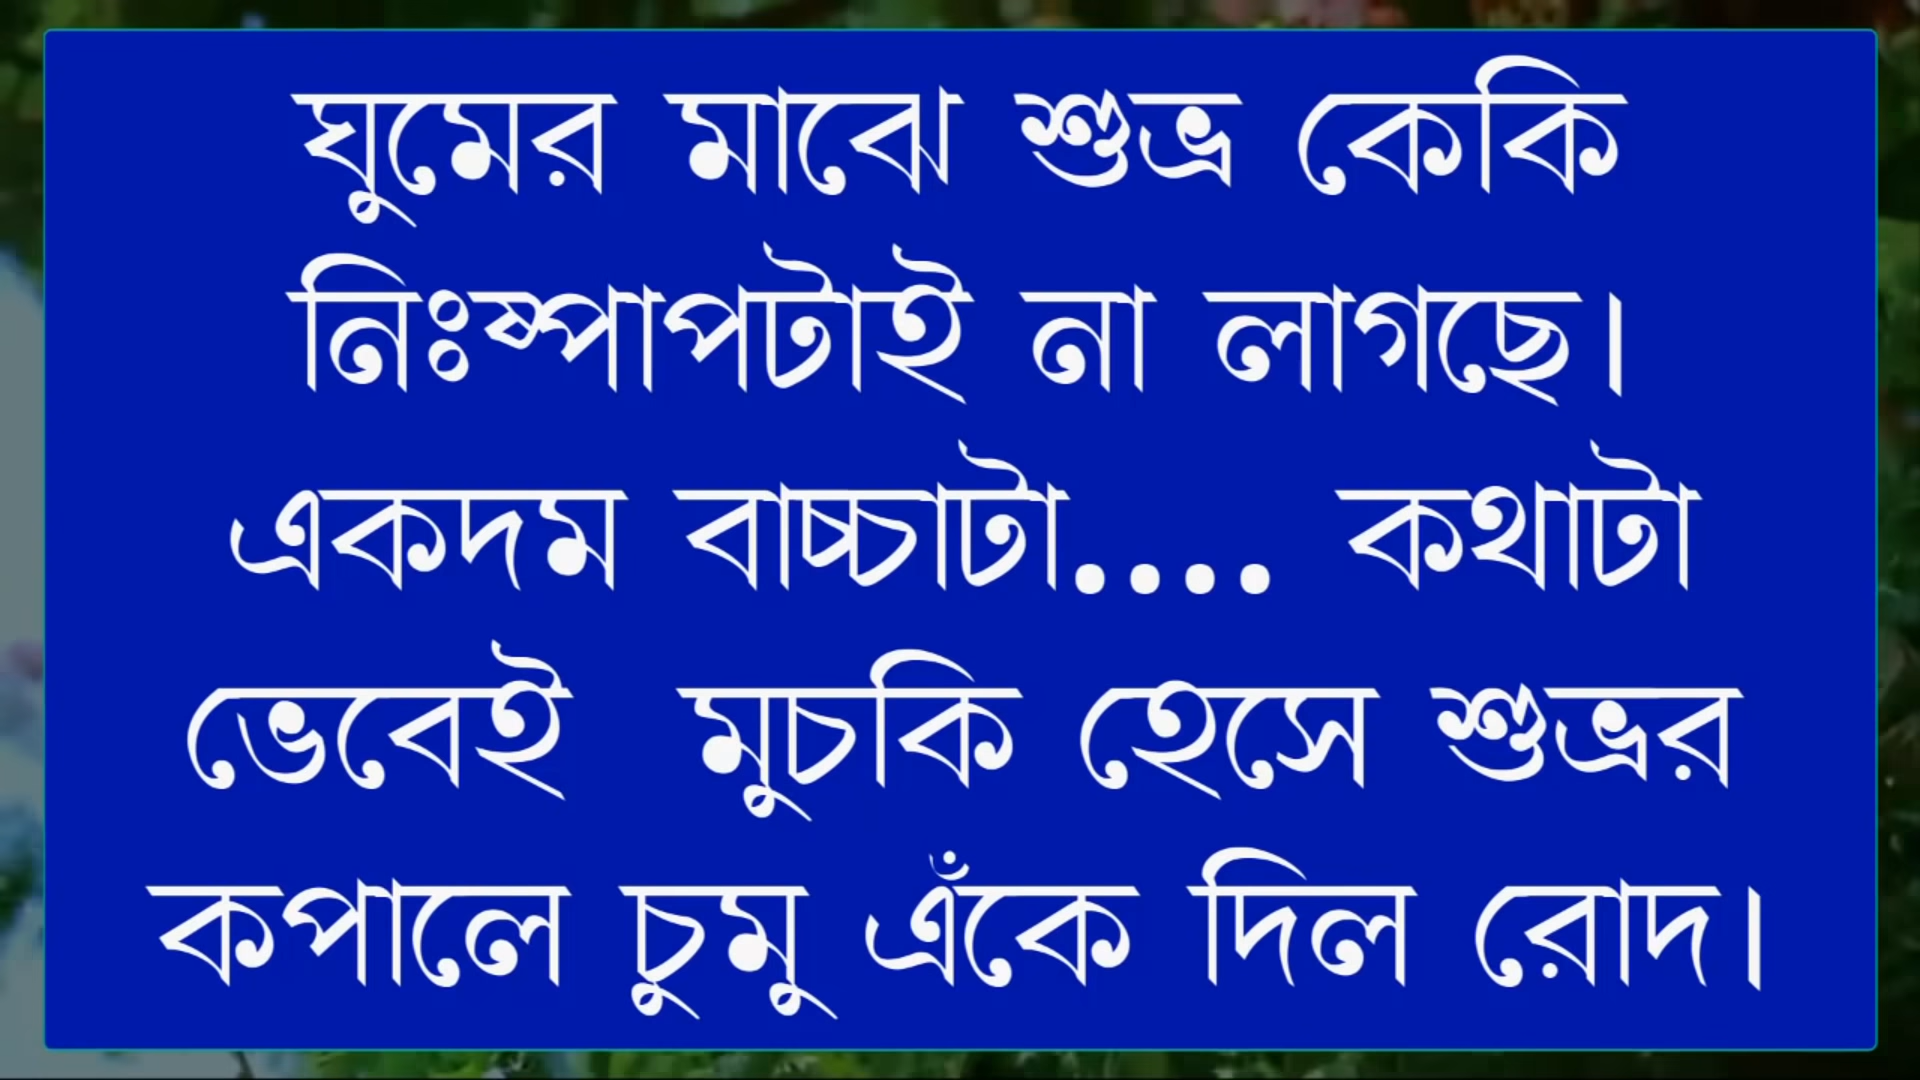 ঘুমের মাঝে শুভ্র কেকি
নিঃষ্পাপটাই না লাগছে।
একদম বাচ্চাটা.... কথাটা
ভেবেই  মুচকি হেসে শুভ্রর
কপালে চুমু এঁকে দিল রোদ।